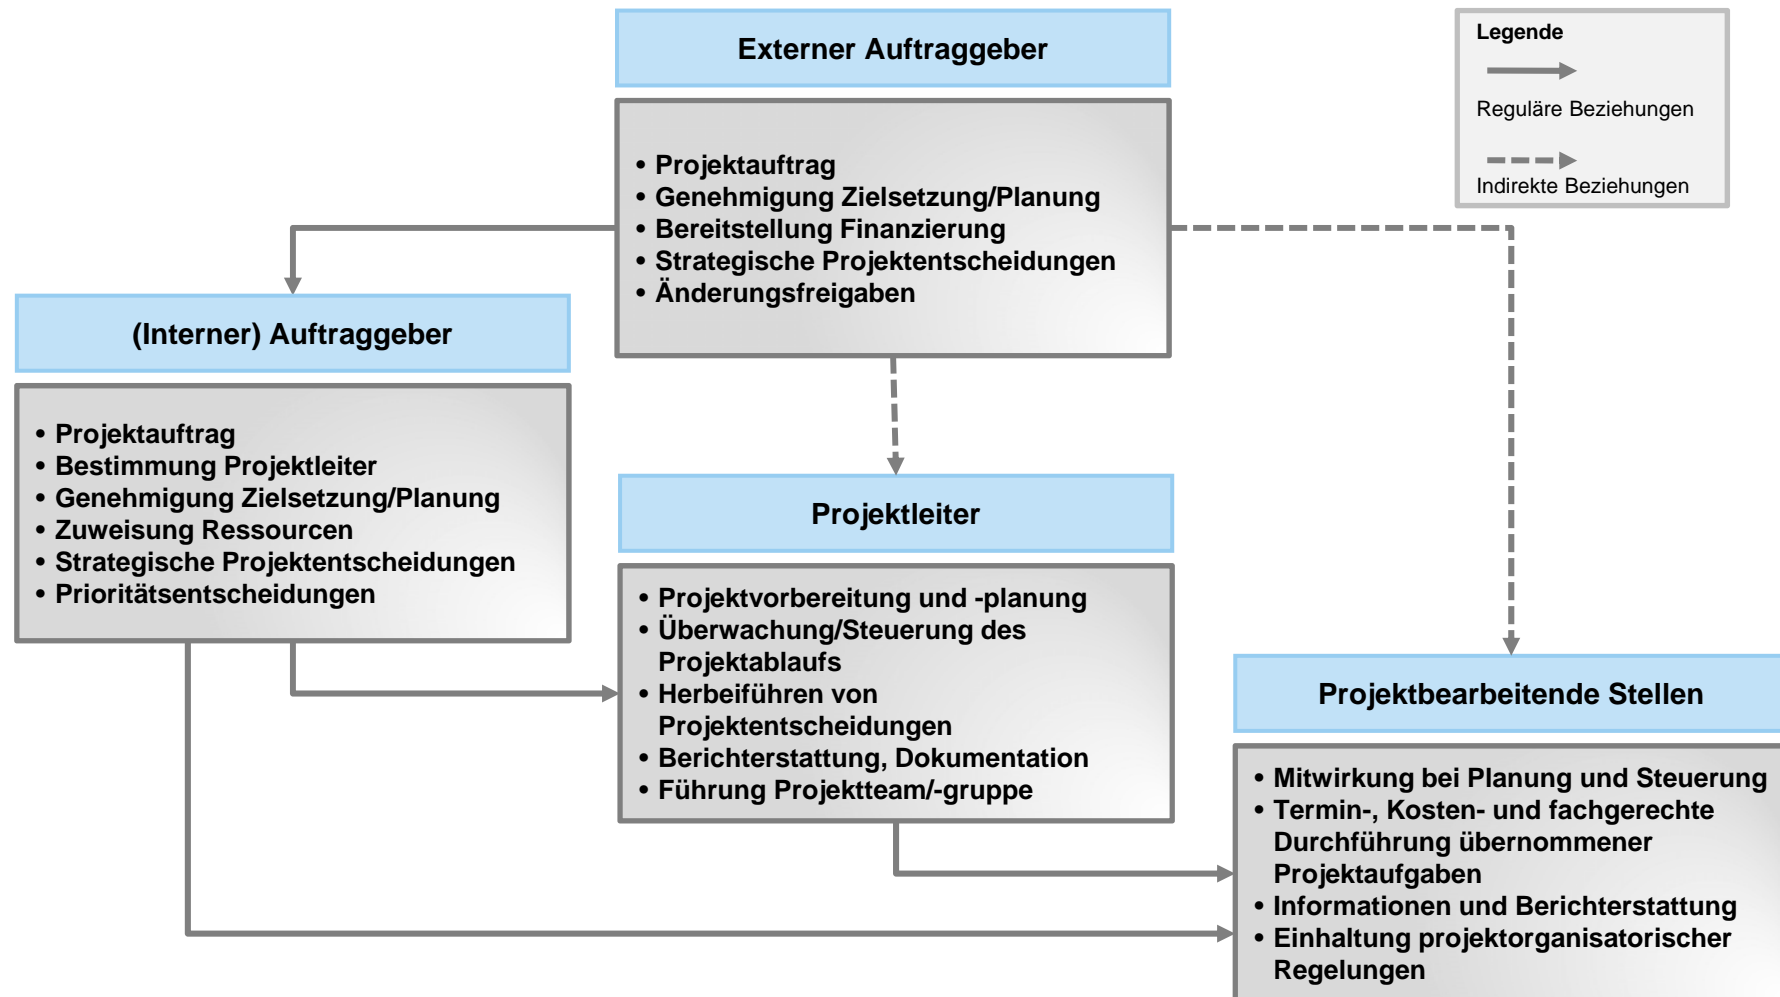 Externer Auftraggeber
• Projektauftrag
• Genehmigung Zielsetzung/Planung
• Bereitstellung Finanzierung
• Strategische Projektentscheidungen
• Änderungsfreigaben
Legende
Reguläre Beziehungen
Indirekte Beziehungen
(Interner) Auftraggeber
• Projektauftrag
• Bestimmung Projektleiter
• Genehmigung Zielsetzung/Planung
• Zuweisung Ressourcen
• Strategische Projektentscheidungen
• Prioritätsentscheidungen
Projektleiter
• Projektvorbereitung und -planung
• Überwachung/Steuerung des
Projektablaufs
• Herbeiführen von
Projektentscheidungen
• Berichterstattung, Dokumentation
• Führung Projektteam/-gruppe
Projektbearbeitende Stellen
• Mitwirkung bei Planung und Steuerung
• Termin-, Kosten- und fachgerechte
Durchführung übernommener
Projektaufgaben
• Informationen und Berichterstattung
• Einhaltung projektorganisatorischer
Regelungen